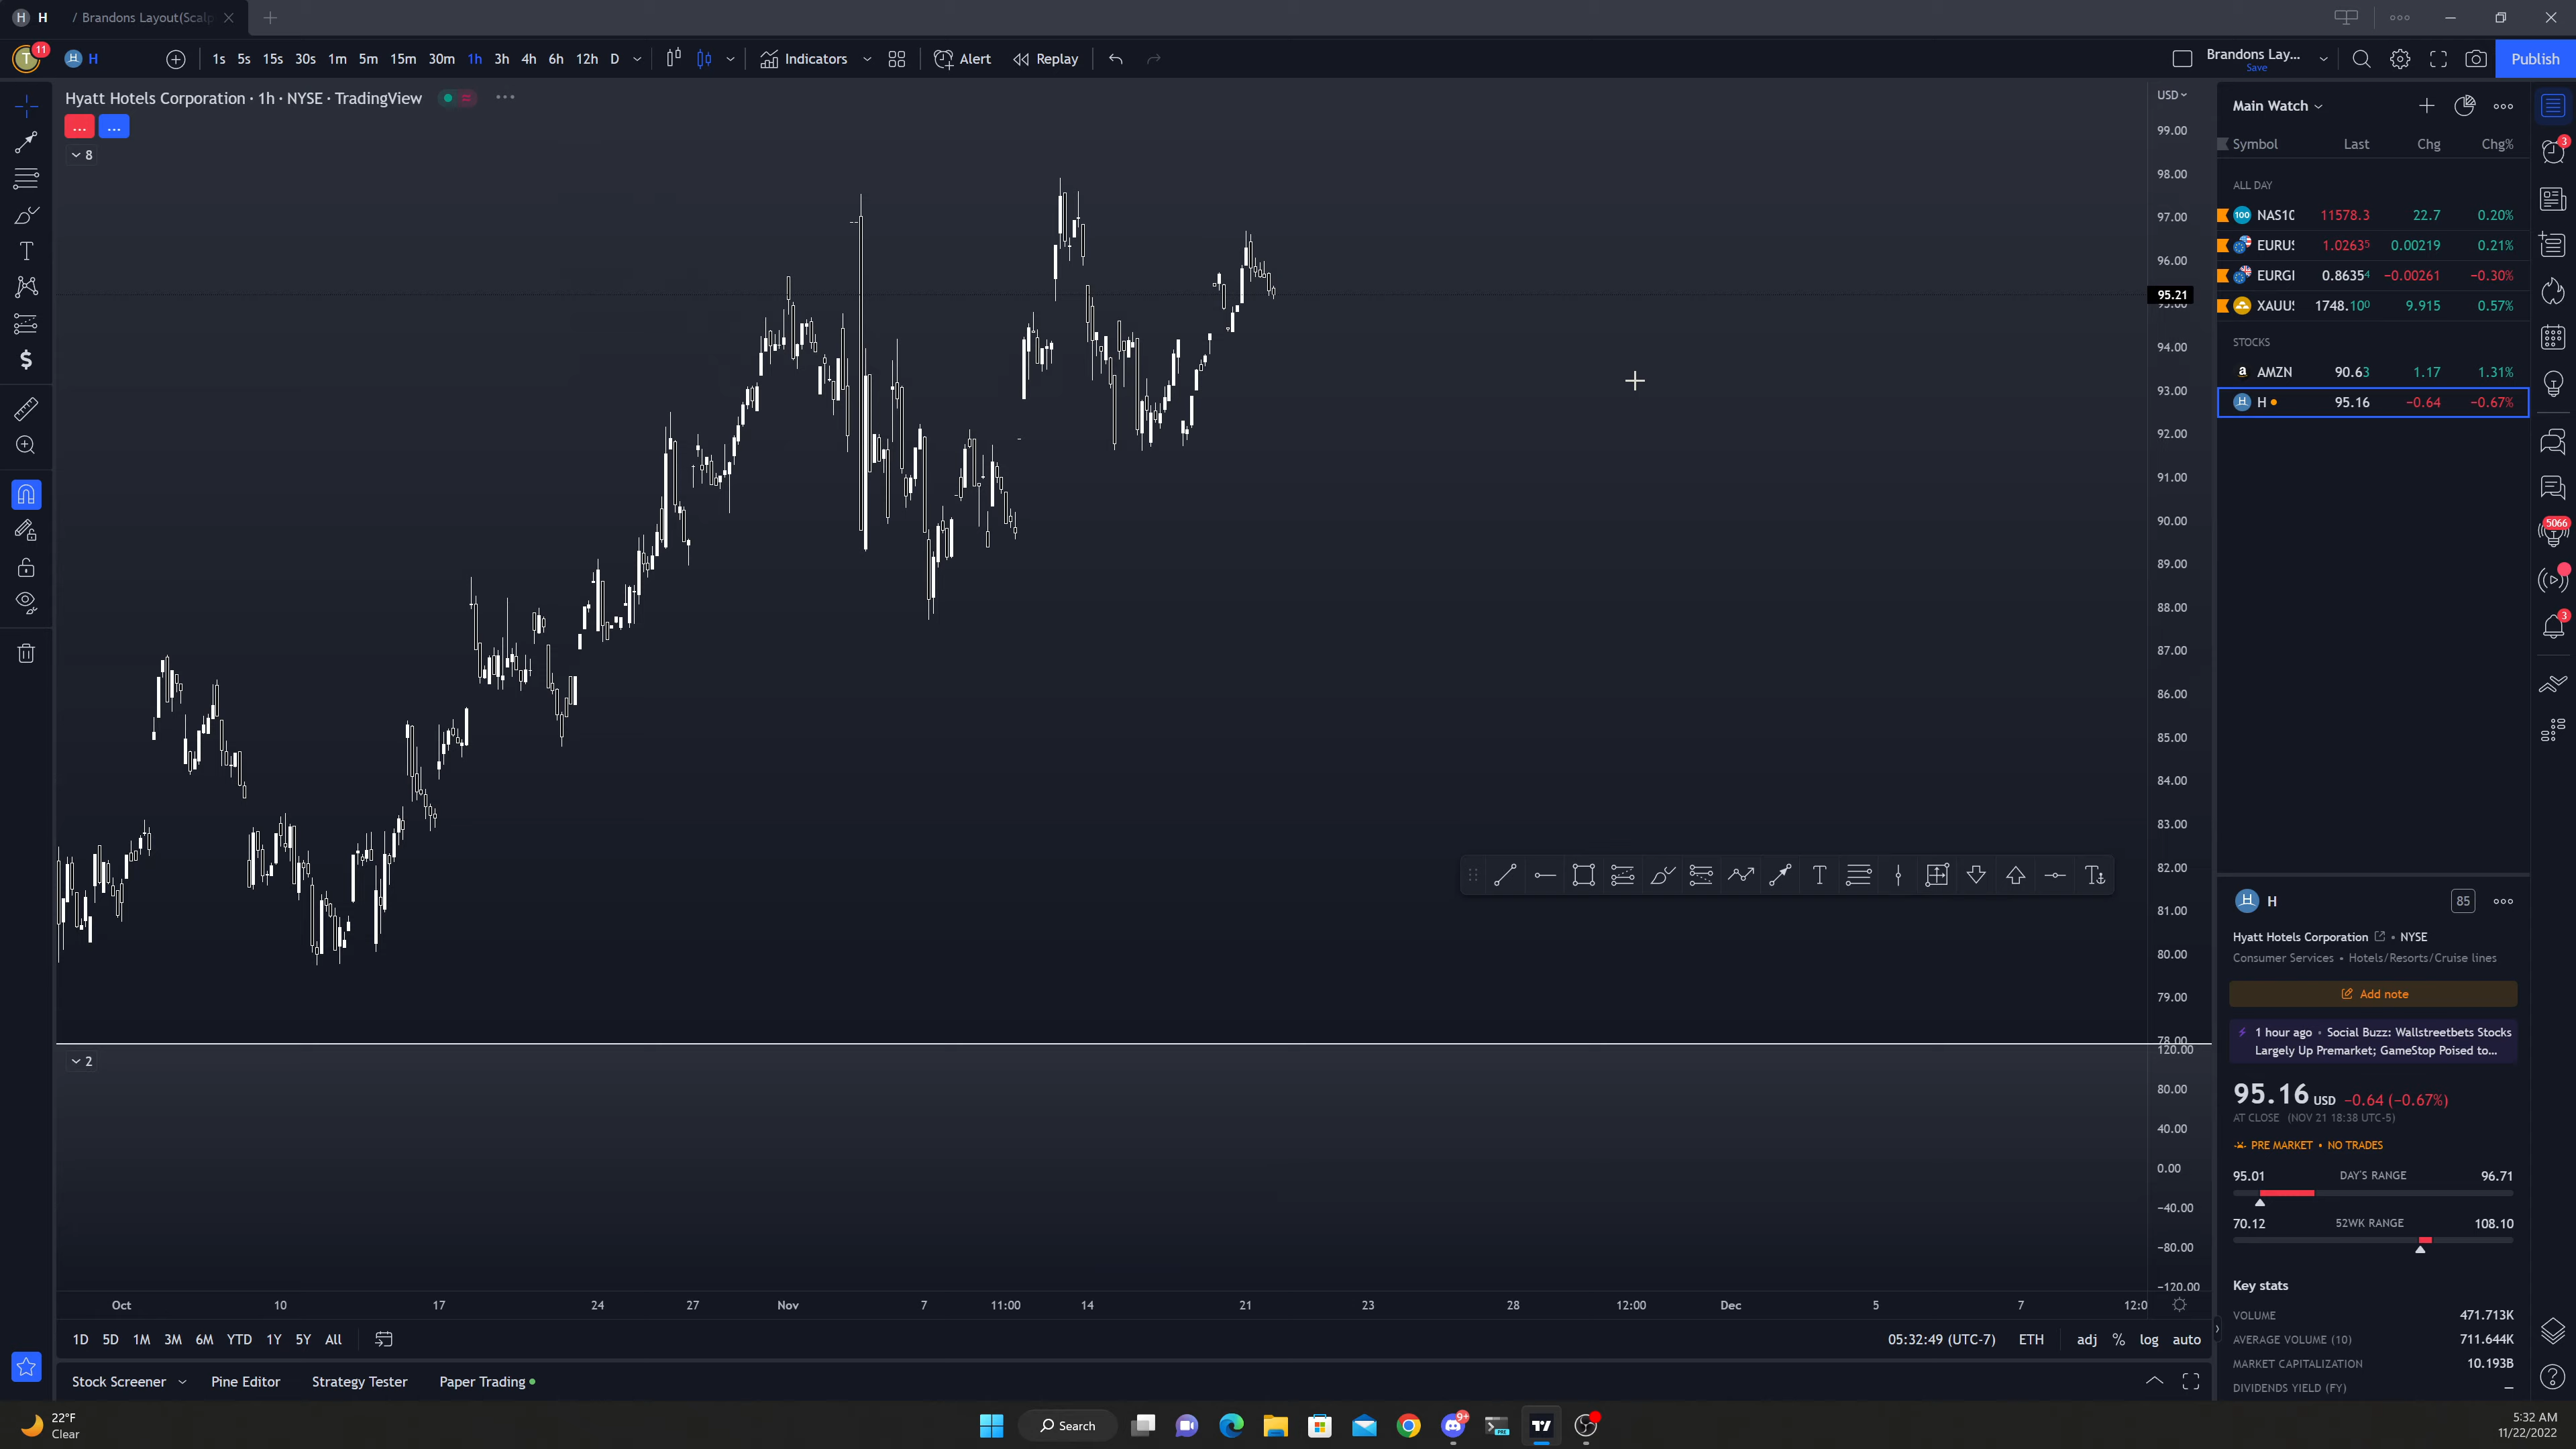 H H / Brandons Layout(Scalp
T 11 H 1s 5s 15s 30s 1m 5m 15m 30m 1h 3h 4h 6h 12h D Indicators Alert Replay Brandons Lay... Save Publish
Hyatt Hotels Corporation · 1h · NYSE · TradingView
... ...
8
USD
99.00
98.00
97.00
96.00
95.21
95.00
94.00
93.00
92.00
91.00
90.00
89.00
88.00
87.00
86.00
85.00
84.00
83.00
82.00
81.00
80.00
79.00
78.00
2
120.00
80.00
40.00
0.00
−40.00
−80.00
−120.00
Oct 10 17 24 27 Nov 7 11:00 14 21 23 28 12:00 Dec 5 7 12:0
1D 5D 1M 3M 6M YTD 1Y 5Y All 05:32:49 (UTC-7) ETH adj % log auto
Stock Screener Pine Editor Strategy Tester Paper Trading
Main Watch
Symbol Last Chg Chg%
ALL DAY
100 NAS10 11578.3 22.7 0.20%
EURUS 1.02635 0.00219 0.21%
EURGI 0.86354 −0.00261 −0.30%
XAUUS 1748.100 9.915 0.57%
STOCKS
a AMZN 90.63 1.17 1.31%
H H 95.16 −0.64 −0.67%
3
5066
3
H H 85
Hyatt Hotels Corporation • NYSE
Consumer Services • Hotels/Resorts/Cruise lines
Add note
1 hour ago · Social Buzz: Wallstreetbets Stocks
Largely Up Premarket; GameStop Poised to...
95.16 USD −0.64 (−0.67%)
AT CLOSE (NOV 21 18:38 UTC-5)
PRE MARKET • NO TRADES
95.01 DAY'S RANGE 96.71
70.12 52WK RANGE 108.10
Key stats
VOLUME 471.713K
AVERAGE VOLUME (10) 711.644K
MARKET CAPITALIZATION 10.193B
DIVIDENDS YIELD (FY) —
22°F
Clear
Search
9+
PRE
5:32 AM
11/22/2022